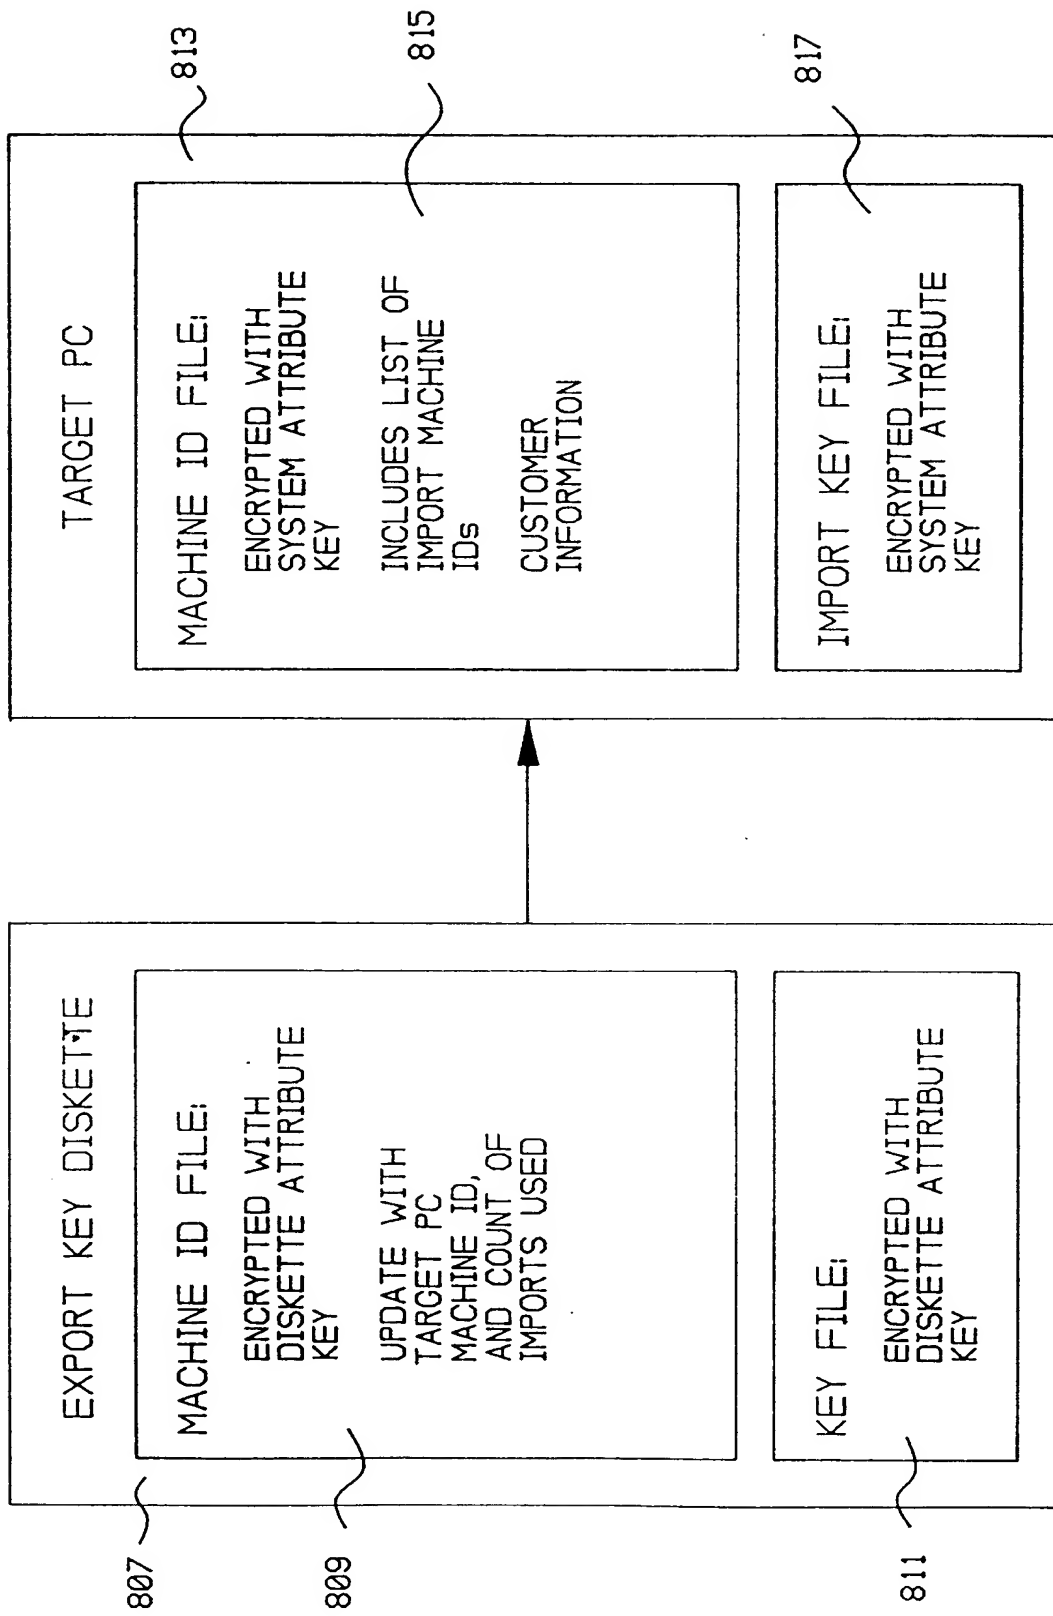 EXPORT KEY DISKETTE
MACHINE ID FILE:
ENCRYPTED WITH
DISKETTE ATTRIBUTE
KEY
UPDATE WITH
TARGET PC
MACHINE ID,
AND COUNT OF
IMPORTS USED
KEY FILE:
ENCRYPTED WITH
DISKETTE ATTRIBUTE
KEY
807
809
811
TARGET PC
MACHINE ID FILE:
ENCRYPTED WITH
SYSTEM ATTRIBUTE
KEY
INCLUDES LIST OF
IMPORT MACHINE
IDs
CUSTOMER
INFORMATION
IMPORT KEY FILE:
ENCRYPTED WITH
SYSTEM ATTRIBUTE
KEY
813
815
817